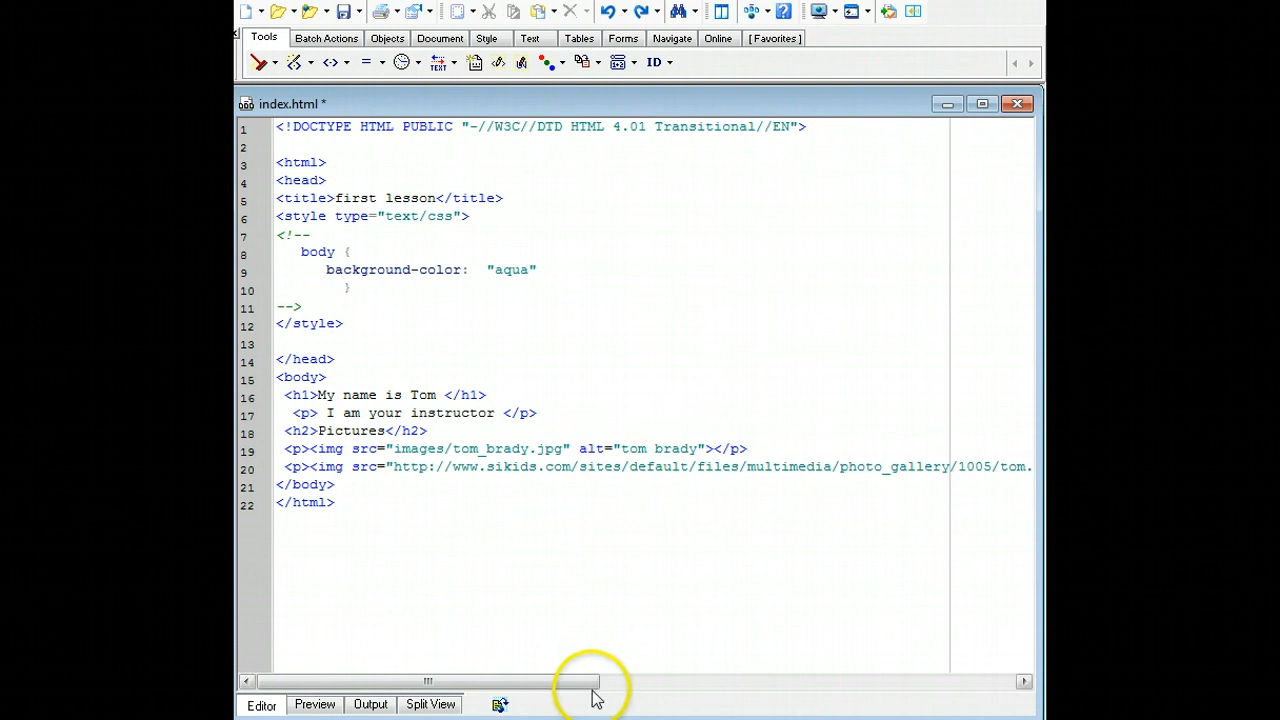 Tools Batch Actions Objects Document Style Text Tables Forms Navigate Online [Favorites]
TEXT ID
index.html *
1 <!DOCTYPE HTML PUBLIC "-//W3C//DTD HTML 4.01 Transitional//EN">
2
3 <html>
4 <head>
5 <title>first lesson</title>
6 <style type="text/css">
7 <!--
8 body {
9 background-color: "aqua"
10 }
11 -->
12 </style>
13
14 </head>
15 <body>
16 <h1>My name is Tom </h1>
17 <p> I am your instructor </p>
18 <h2>Pictures</h2>
19 <p><img src="images/tom_brady.jpg" alt="tom brady"></p>
20 <p><img src="http://www.sikids.com/sites/default/files/multimedia/photo_gallery/1005/tom.
21 </body>
22 </html>
Editor Preview Output Split View